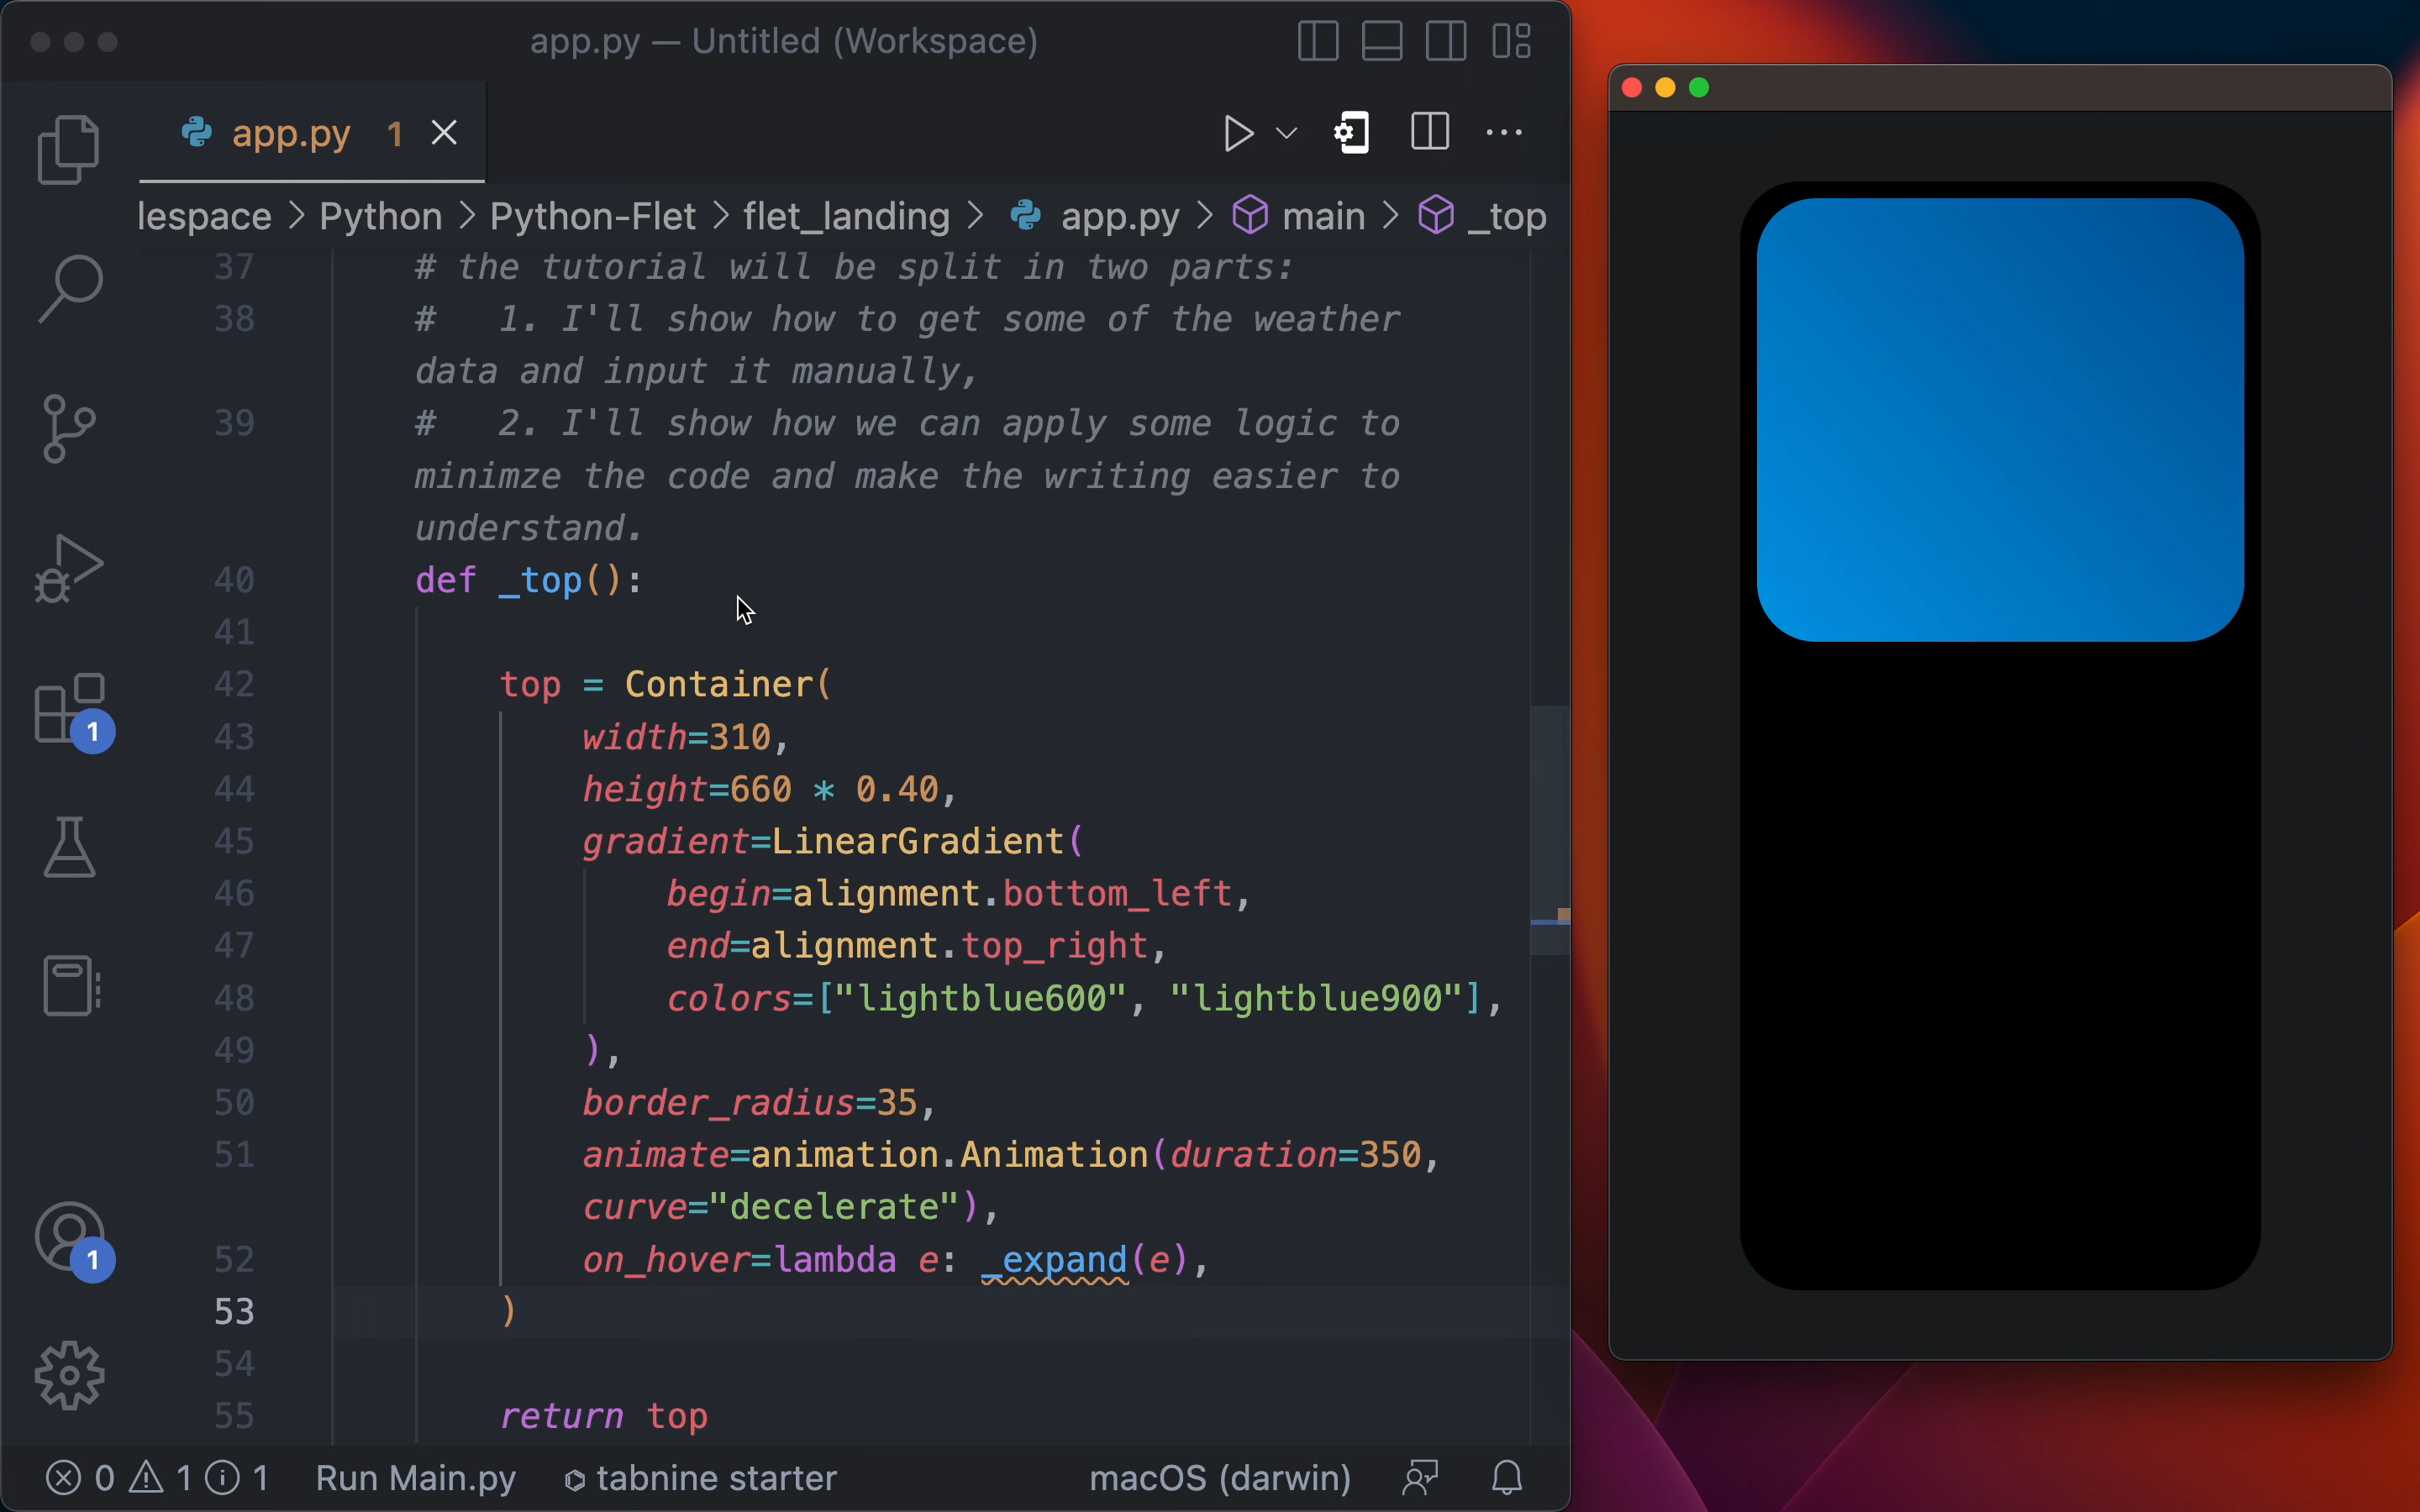 app.py — Untitled (Workspace)
app.py 1
lespace > Python > Python-Flet > flet_landing > app.py > main > _top
37 # the tutorial will be split in two parts:
38 #   1. I'll show how to get some of the weather
data and input it manually,
39 #   2. I'll show how we can apply some logic to
minimze the code and make the writing easier to
understand.
40 def _top():
41
42 top = Container(
43 width=310,
44 height=660 * 0.40,
45 gradient=LinearGradient(
46 begin=alignment.bottom_left,
47 end=alignment.top_right,
48 colors=["lightblue600", "lightblue900"],
49 ),
50 border_radius=35,
51 animate=animation.Animation(duration=350,
curve="decelerate"),
52 on_hover=lambda e: _expand(e),
53 )
54
55 return top
1
1
0 1 1 Run Main.py tabnine starter macOS (darwin)